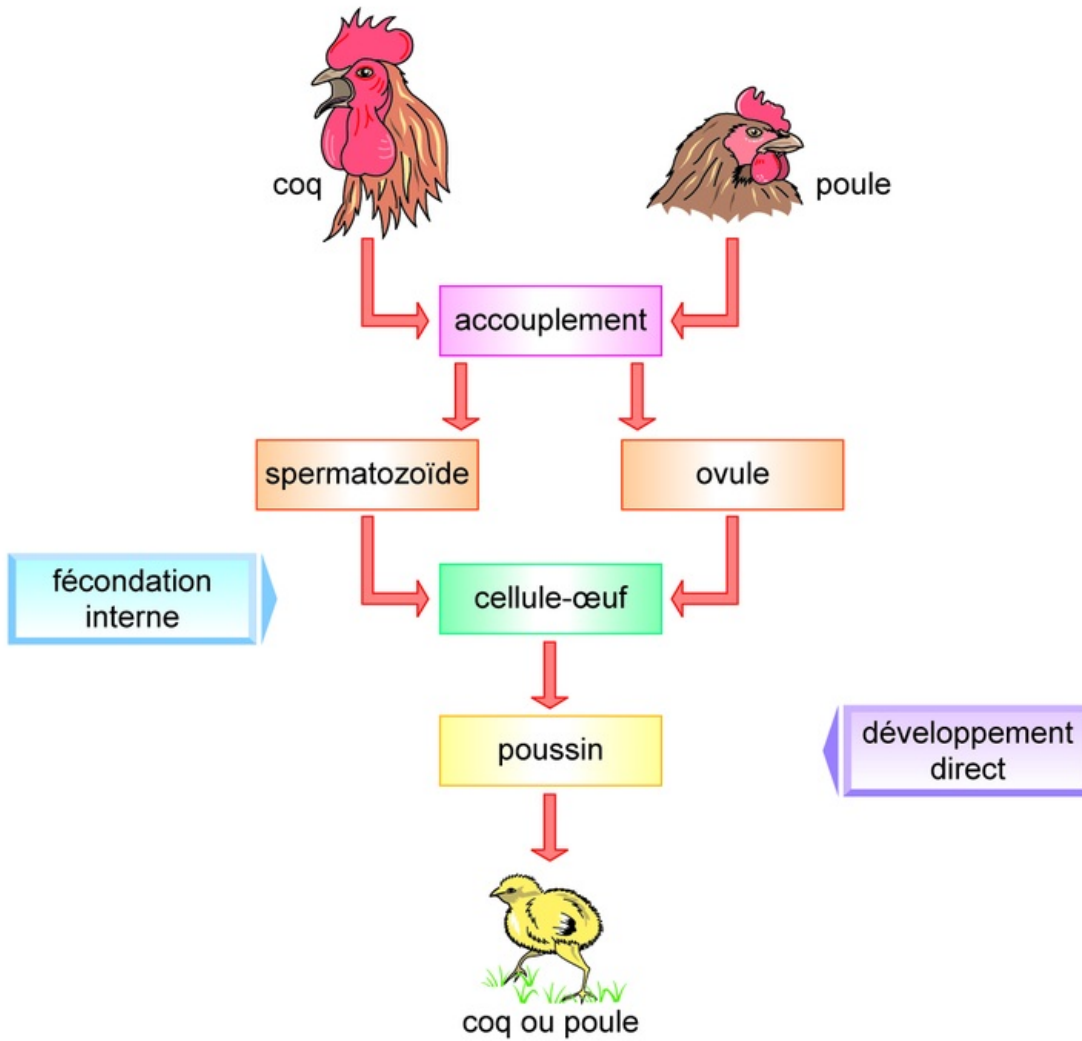 coq
poule
accouplement
spermatozoïde
ovule
fécondation
interne
cellule-œuf
poussin
développement
direct
coq ou poule